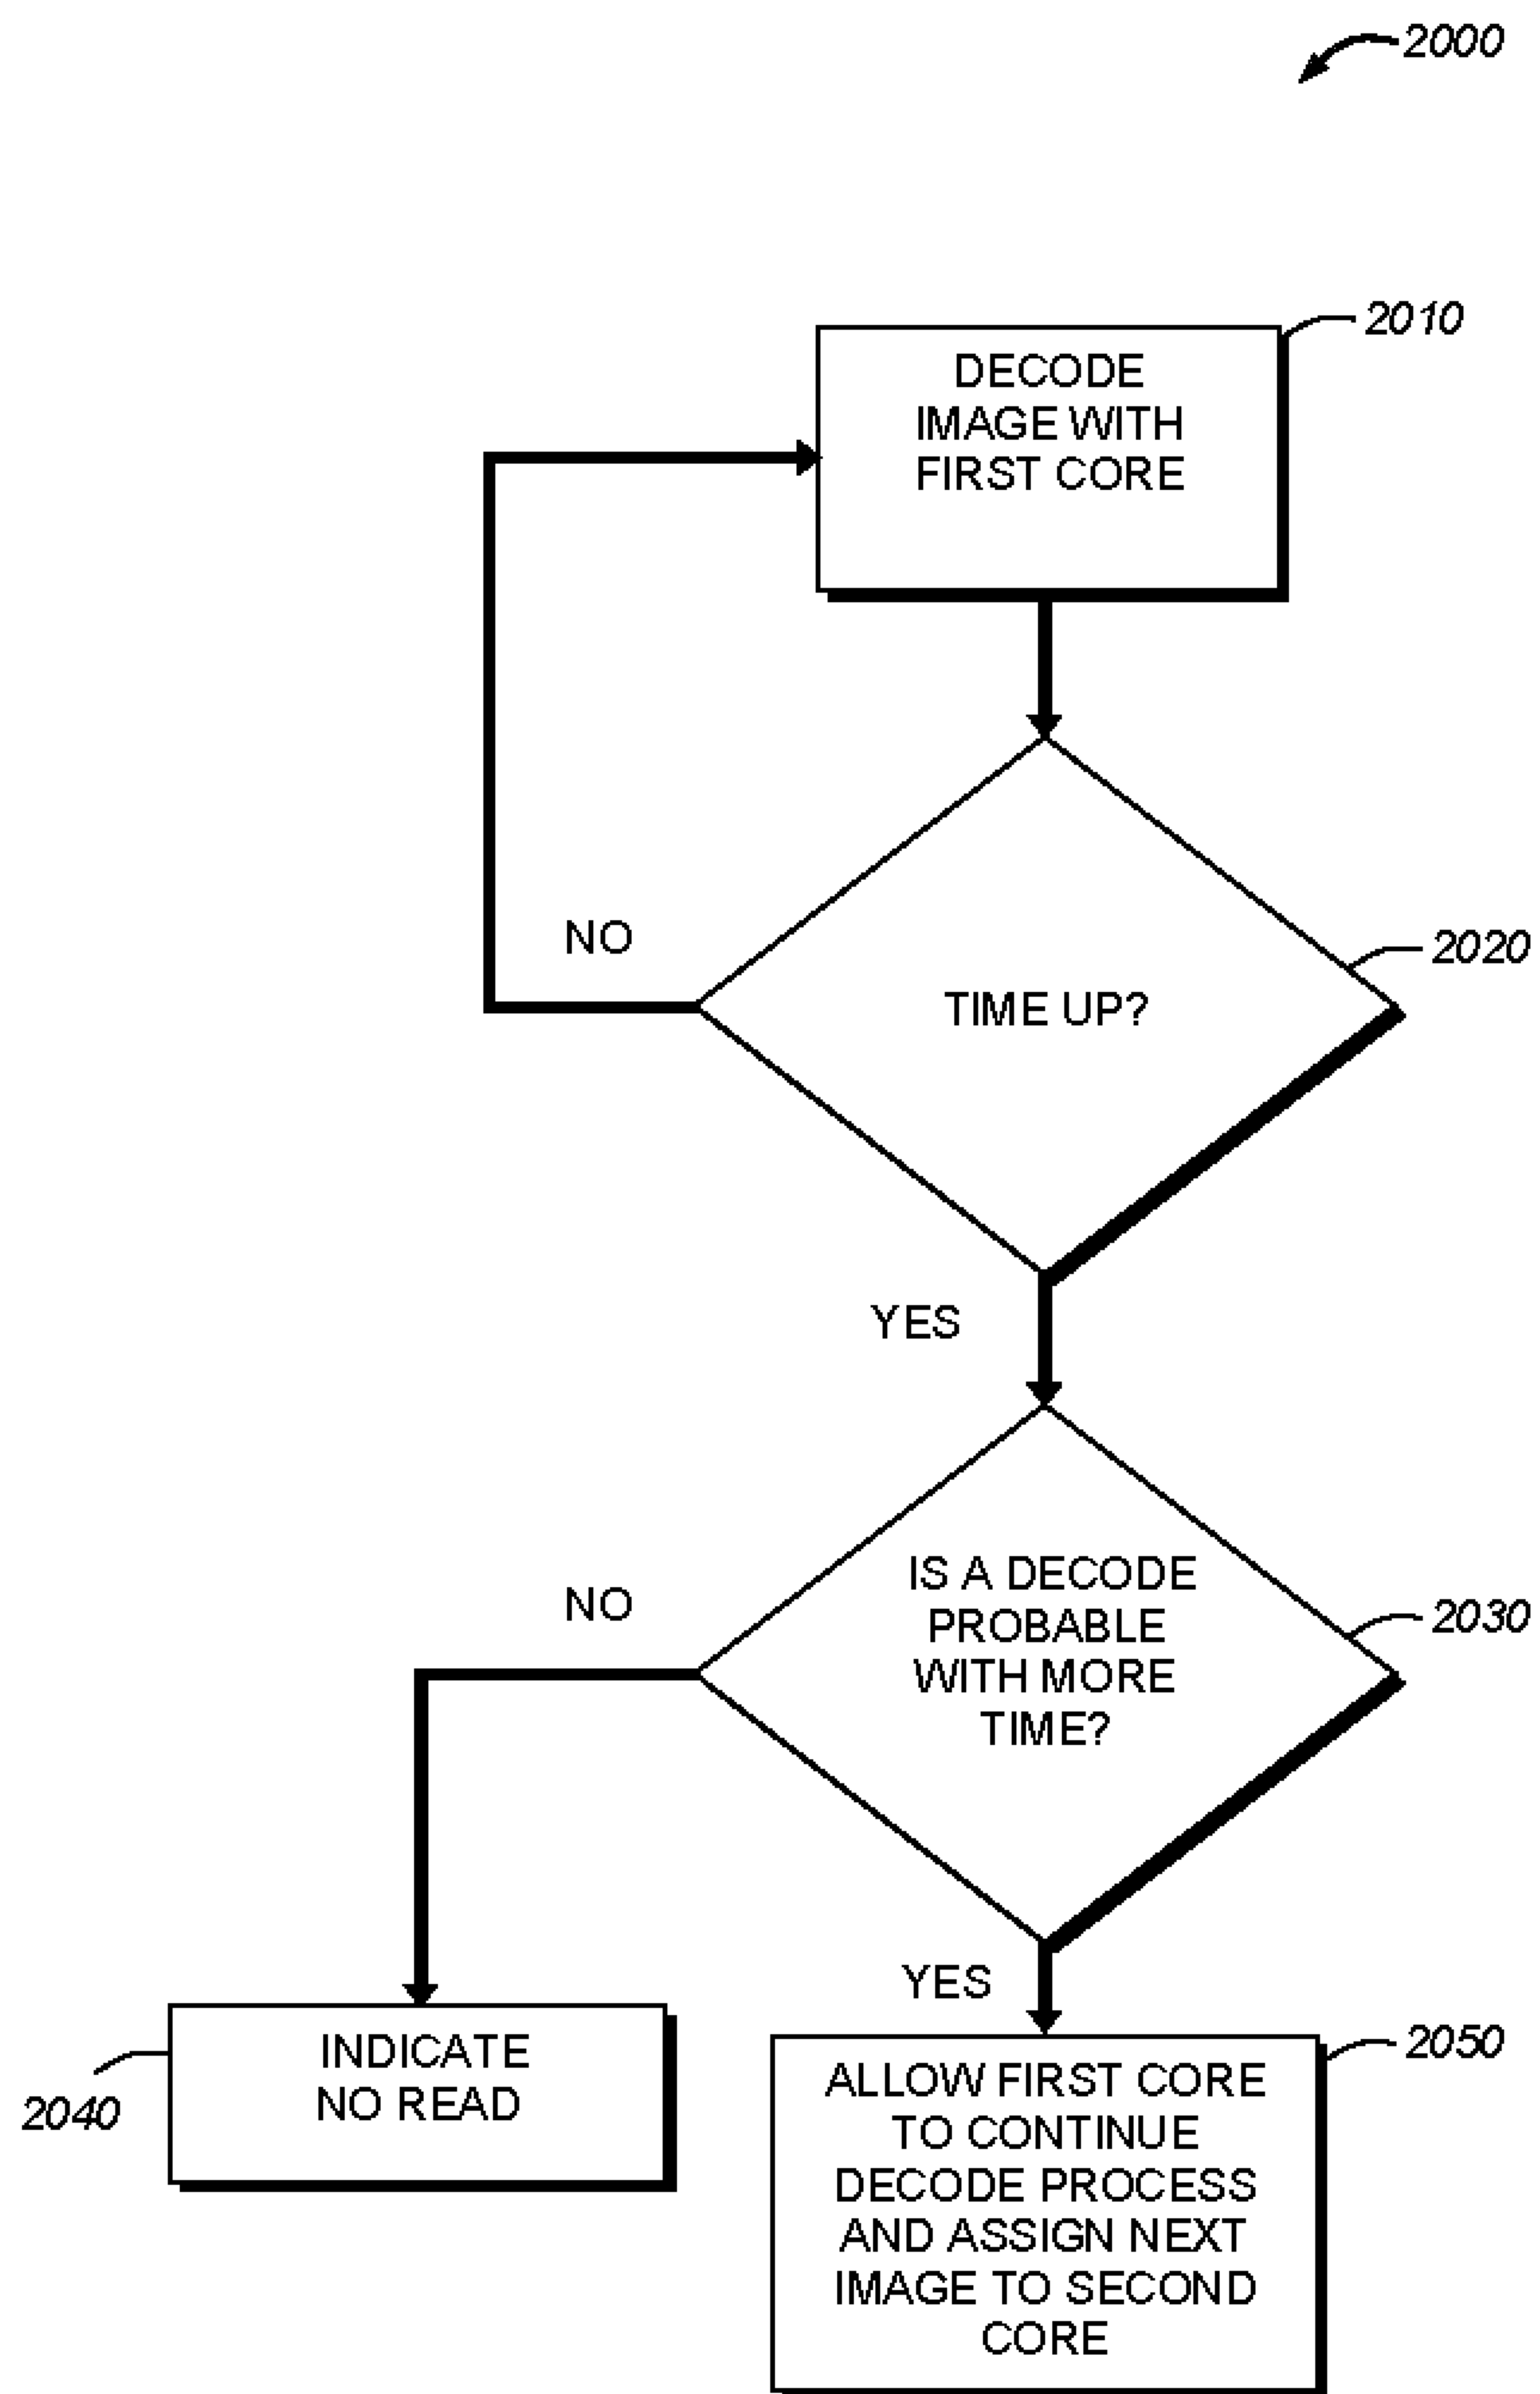 2000
2010
DECODE
IMAGE WITH
FIRST CORE
NO
2020
TIME UP?
YES
IS A DECODE
PROBABLE
WITH MORE
TIME?
NO
2030
YES
INDICATE
NO READ
2040
2050
ALLOW FIRST CORE
TO CONTINUE
DECODE PROCESS
AND ASSIGN NEXT
IMAGE TO SECOND
CORE